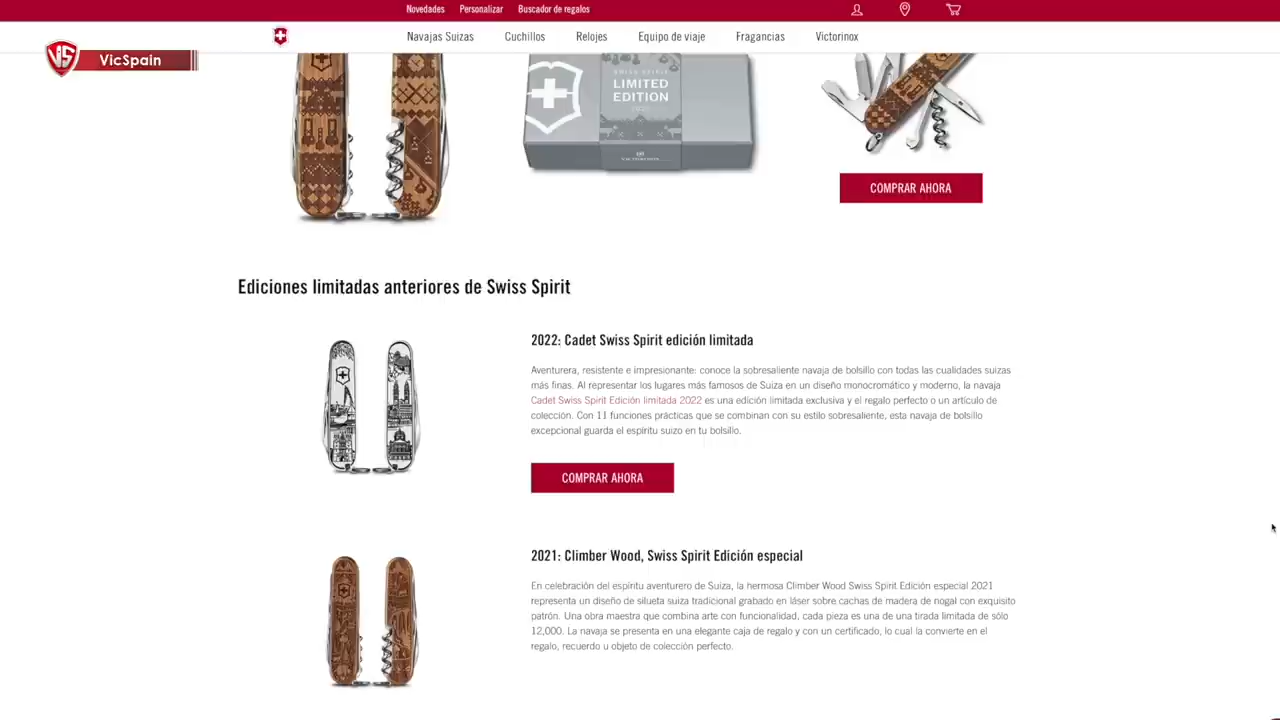 Novedades Personalizar Buscador de regalos
Navajas Suizas Cuchillos Relojes Equipo de viaje Fragancias Victorinox
VS VicSpain
SWISS SPIRIT
LIMITED
EDITION
VICTORINOX
COMPRAR AHORA
Ediciones limitadas anteriores de Swiss Spirit
2022: Cadet Swiss Spirit edición limitada
Aventurera, resistente e impresionante: conoce la sobresaliente navaja de bolsillo con todas las cualidades suizas
más finas. Al representar los lugares más famosos de Suiza en un diseño monocromático y moderno, la navaja
Cadet Swiss Spirit Edición limitada 2022 es una edición limitada exclusiva y el regalo perfecto o un artículo de
colección. Con 11 funciones prácticas que se combinan con su estilo sobresaliente, esta navaja de bolsillo
excepcional guarda el espíritu suizo en tu bolsillo.
COMPRAR AHORA
2021: Climber Wood, Swiss Spirit Edición especial
En celebración del espíritu aventurero de Suiza, la hermosa Climber Wood Swiss Spirit Edición especial 2021
representa un diseño de silueta suiza tradicional grabado en láser sobre cachas de madera de nogal con exquisito
patrón. Una obra maestra que combina arte con funcionalidad, cada pieza es una de una tirada limitada de sólo
12,000. La navaja se presenta en una elegante caja de regalo y con un certificado, lo cual la convierte en el
regalo, recuerdo u objeto de colección perfecto.